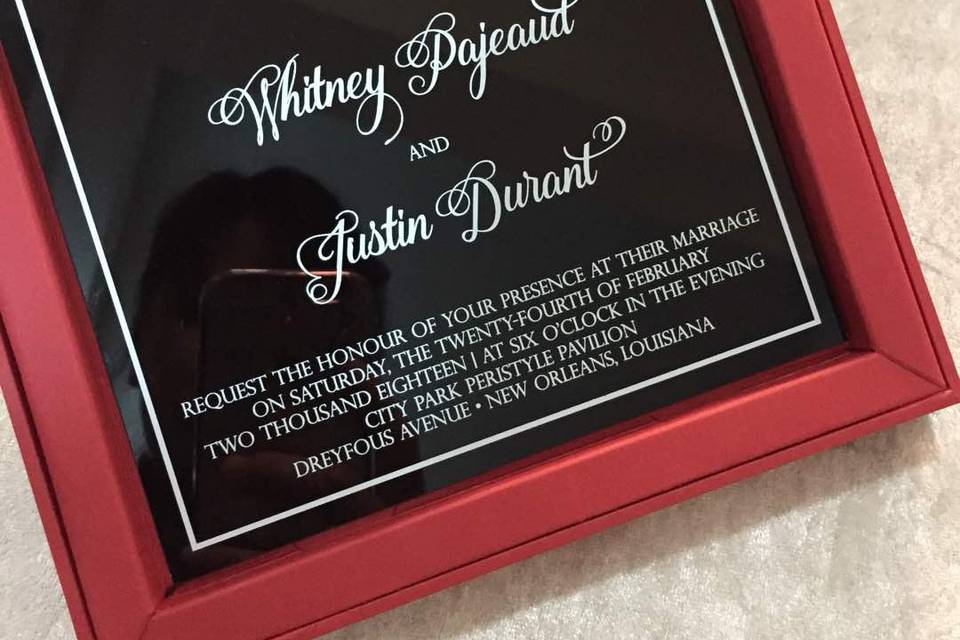 Whitney Pajeaud
AND
Justin Durant
REQUEST THE HONOUR OF YOUR PRESENCE AT THEIR MARRIAGE
ON SATURDAY, THE TWENTY-FOURTH OF FEBRUARY
TWO THOUSAND EIGHTEEN | AT SIX O'CLOCK IN THE EVENING
CITY PARK PERISTYLE PAVILION
DREYFOUS AVENUE • NEW ORLEANS, LOUISIANA